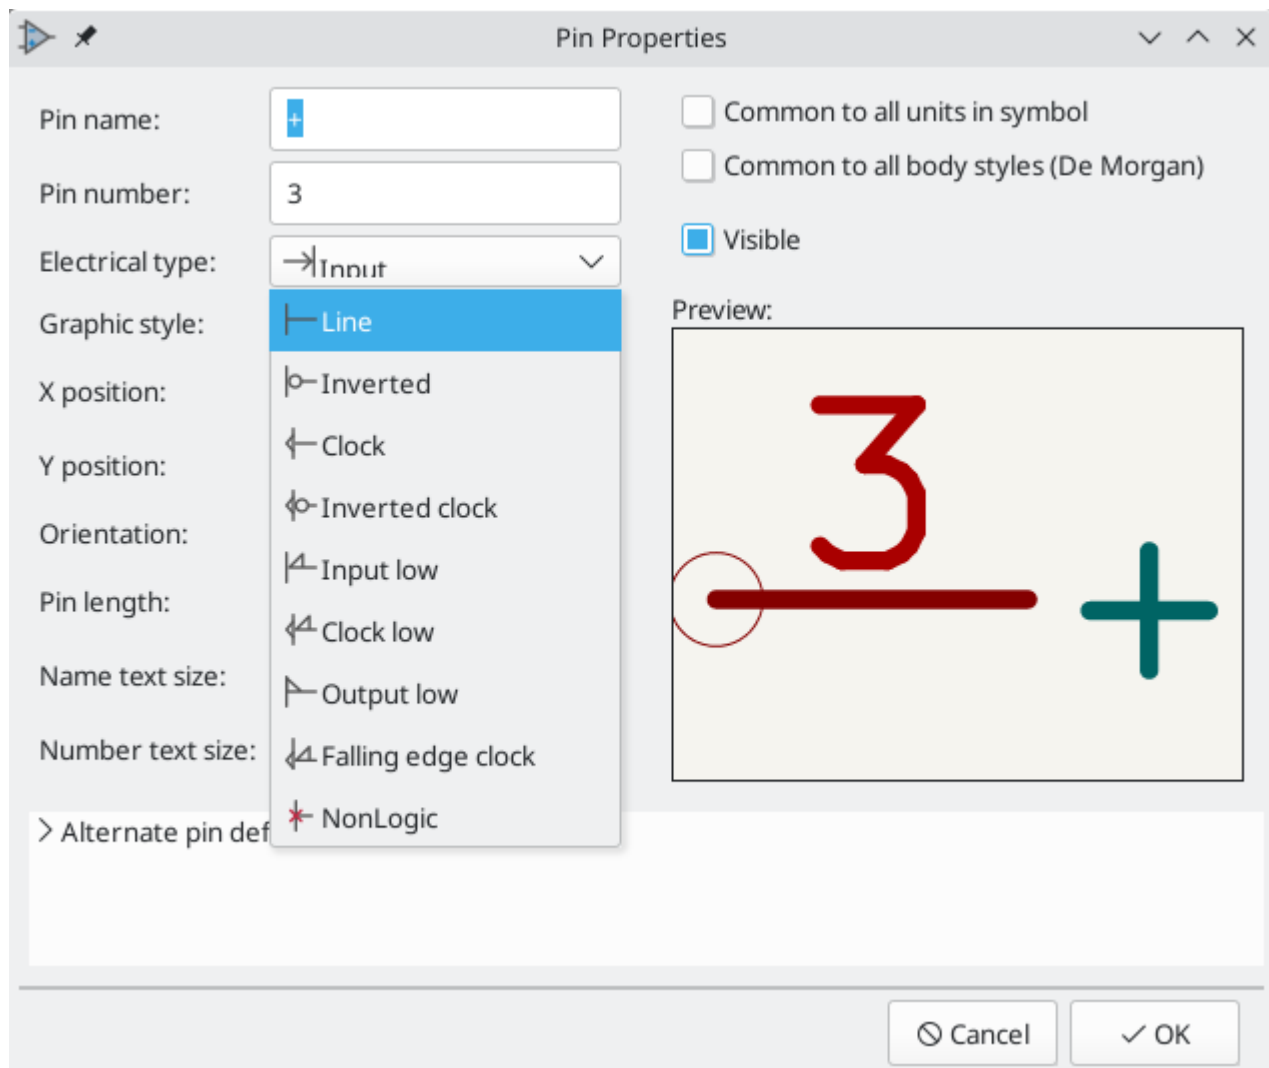 Pin Properties
Pin name:
+
Pin number:
3
Electrical type:
Input
Graphic style:
Line
Inverted
X position:
Clock
Y position:
Inverted clock
Orientation:
Input low
Pin length:
Clock low
Name text size:
Output low
Number text size:
Falling edge clock
NonLogic
Common to all units in symbol
Common to all body styles (De Morgan)
Visible
Preview:
3
+
Alternate pin def
Cancel
OK